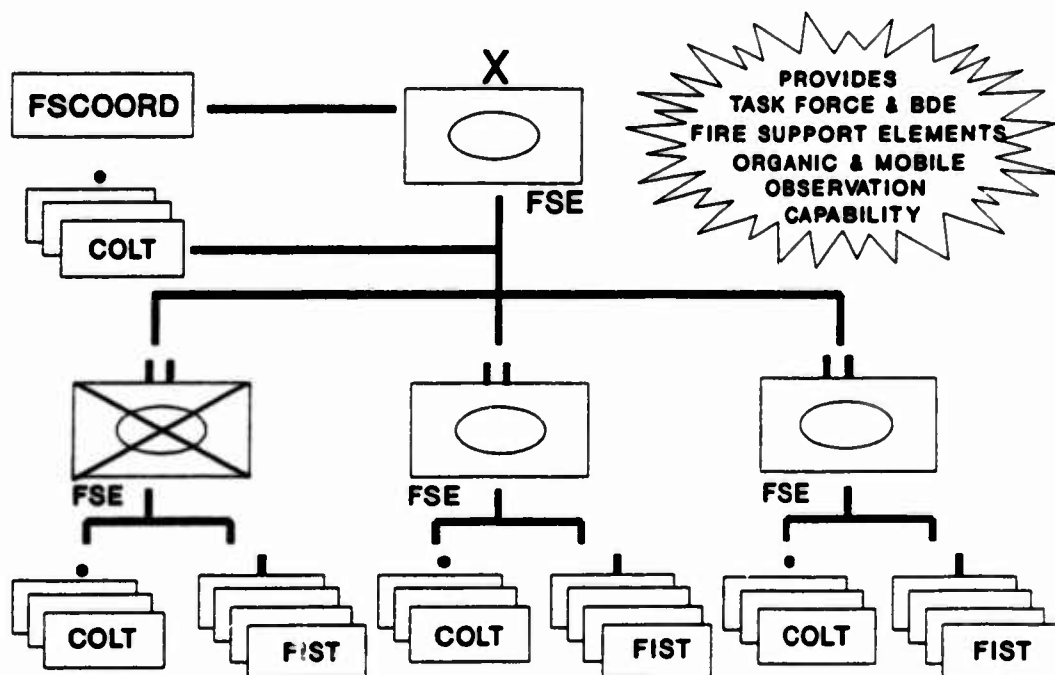 X
FSCOORD
PROVIDES
TASK FORCE & BDE
FIRE SUPPORT ELEMENTS
ORGANIC & MOBILE
OBSERVATION
CAPABILITY
FSE
COLT
FSE
FSE
FSE
COLT
FIST
COLT
FIST
COLT
FIST